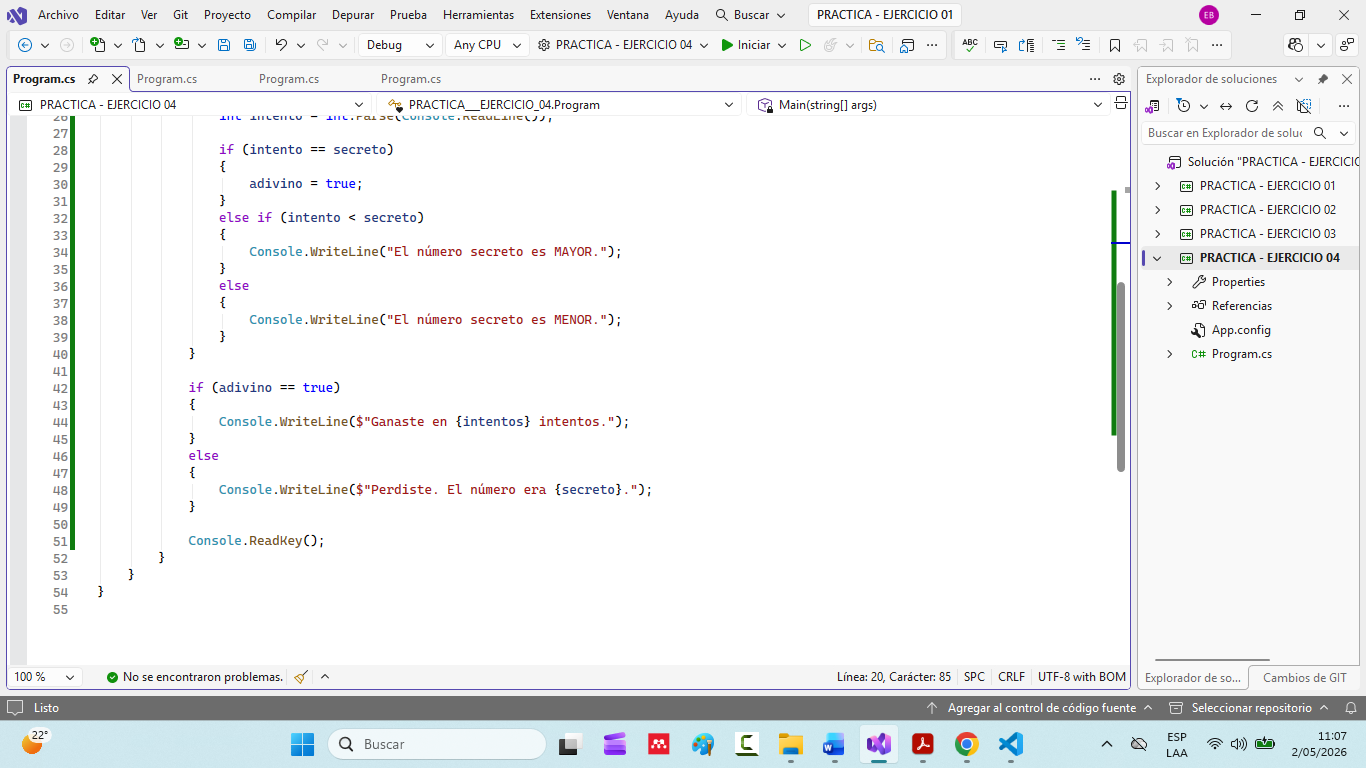 Archivo Editar Ver Git Proyecto Compilar Depurar Prueba Herramientas Extensiones Ventana Ayuda Buscar PRACTICA - EJERCICIO 01 EB
Debug Any CPU PRACTICA - EJERCICIO 04 Iniciar ABC
Program.cs Program.cs Program.cs Program.cs
PRACTICA - EJERCICIO 04 PRACTICA___EJERCICIO_04.Program Main(string[] args)
26 int intento = int.Parse(Console.ReadLine());
27
28 if (intento == secreto)
29 {
30 adivino = true;
31 }
32 else if (intento < secreto)
33 {
34 Console.WriteLine("El número secreto es MAYOR.");
35 }
36 else
37 {
38 Console.WriteLine("El número secreto es MENOR.");
39 }
40 }
41
42 if (adivino == true)
43 {
44 Console.WriteLine($"Ganaste en {intentos} intentos.");
45 }
46 else
47 {
48 Console.WriteLine($"Perdiste. El número era {secreto}.");
49 }
50
51 Console.ReadKey();
52 }
53 }
54 }
55
100 % No se encontraron problemas. Línea: 20, Carácter: 85 SPC CRLF UTF-8 with BOM
Explorador de soluciones
Buscar en Explorador de soluc
Solución "PRACTICA - EJERCICIO
C# PRACTICA - EJERCICIO 01
C# PRACTICA - EJERCICIO 02
C# PRACTICA - EJERCICIO 03
C# PRACTICA - EJERCICIO 04
Properties
Referencias
App.config
C# Program.cs
Explorador de so... Cambios de GIT
Listo Agregar al control de código fuente Seleccionar repositorio
22° Buscar ESP LAA 11:07 2/05/2026